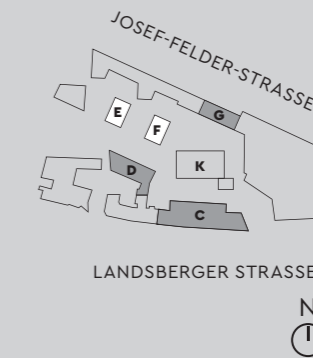 JOSEF-FELDER-STRASSE
G
E
F
D
K
C
LANDSBERGER STRASSE
N